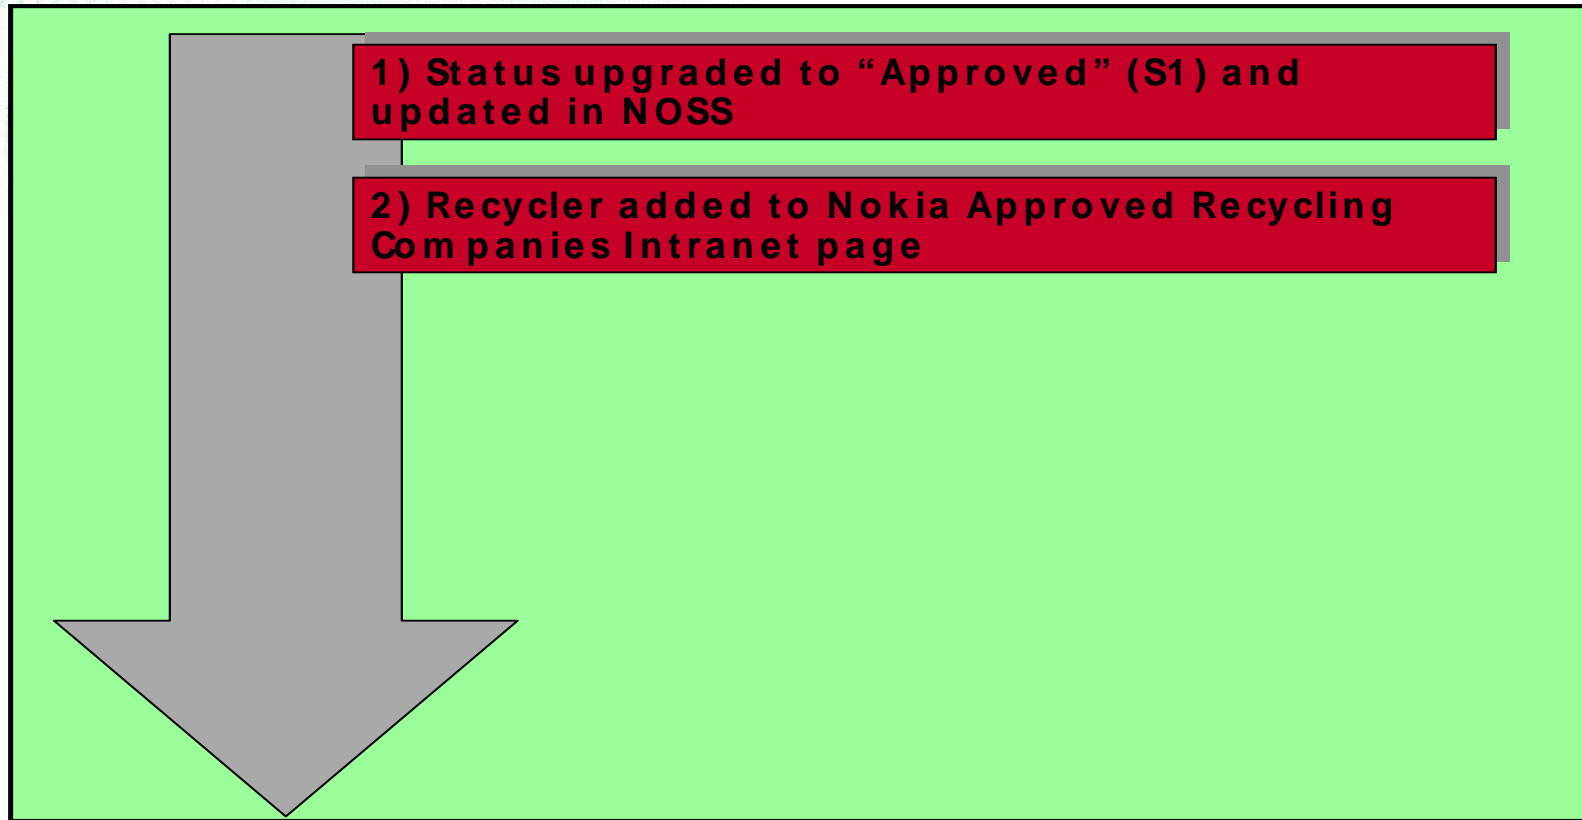 1) Status upgraded to “Approved” (S1) and
updated in NOSS
2) Recycler added to Nokia Approved Recycling
Companies Intranet page